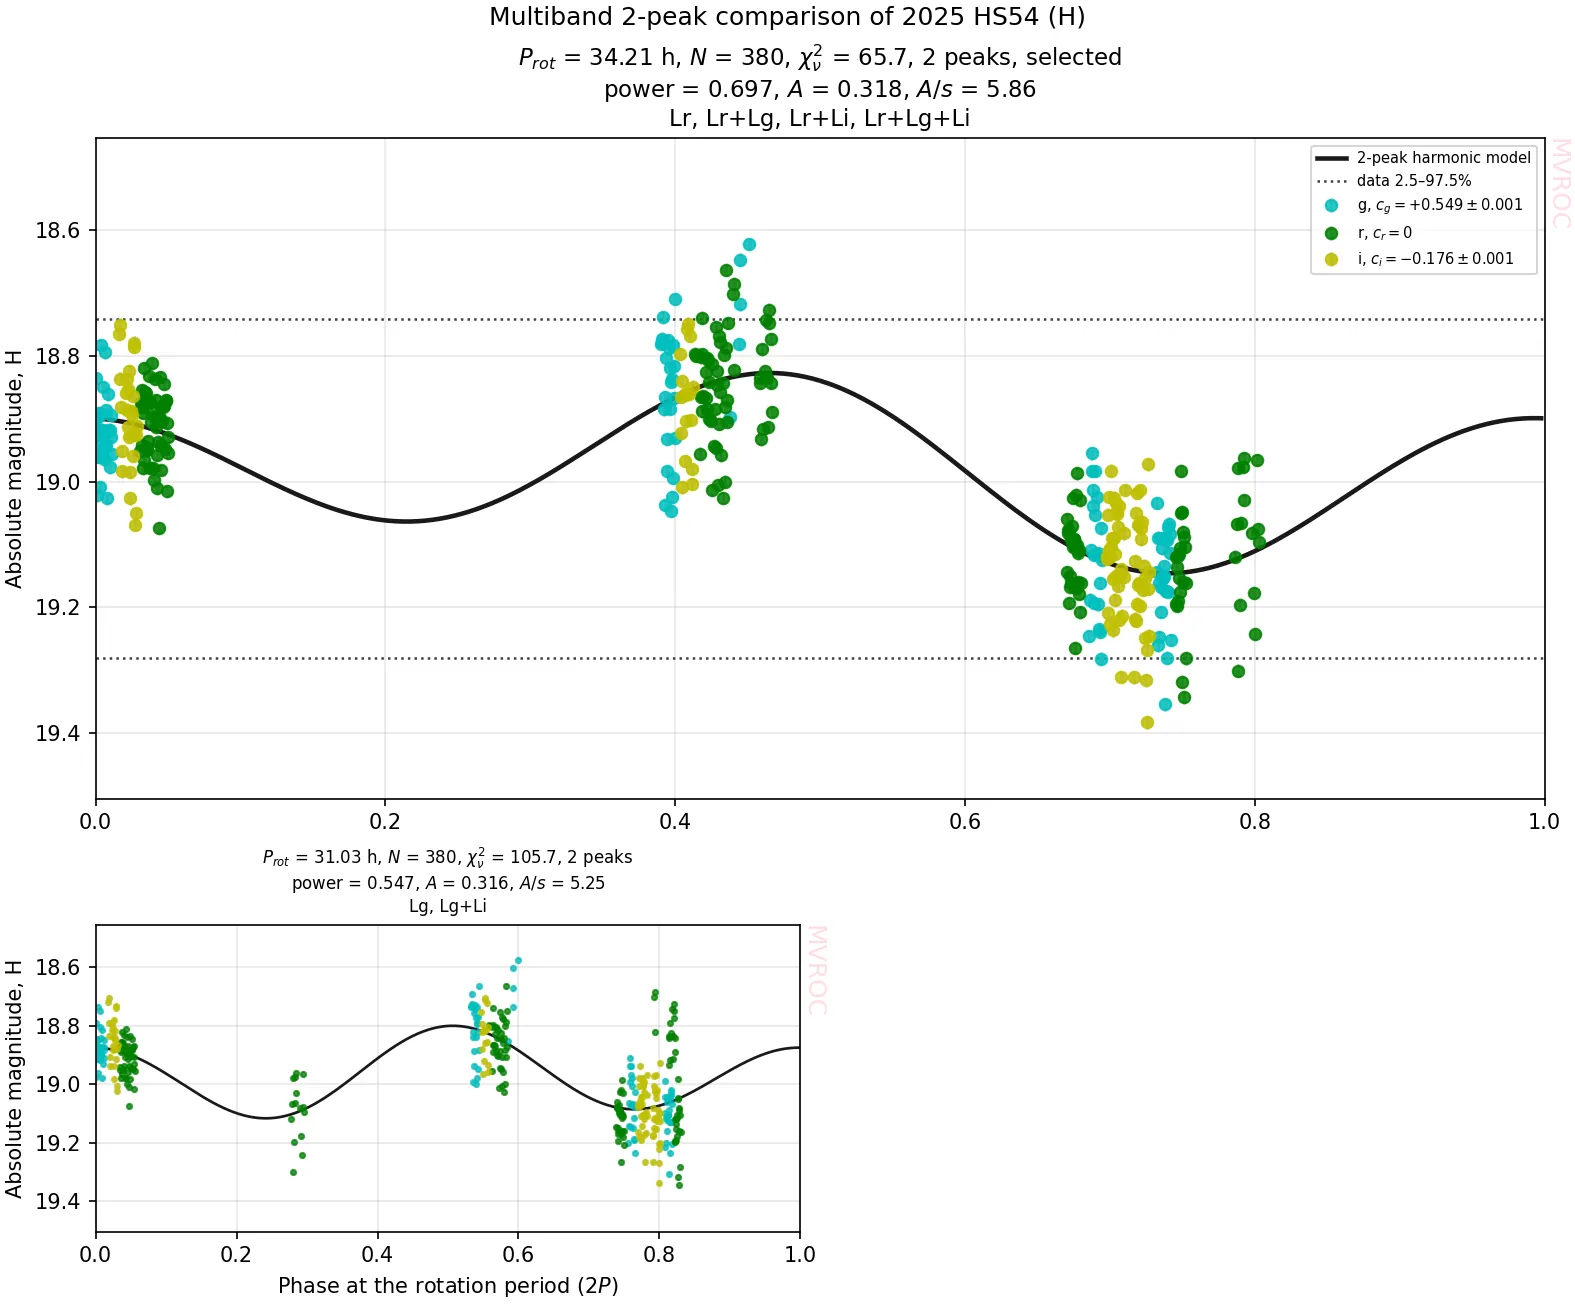 Multiband 2-peak comparison of 2025 HS54 (H)
P_rot = 34.21 h, N = 380, χ²_ν = 65.7, 2 peaks, selected
power = 0.697, A = 0.318, A/s = 5.86
Lr, Lr+Lg, Lr+Li, Lr+Lg+Li
2-peak harmonic model
data 2.5–97.5%
g, c_g = +0.549 ± 0.001
r, c_r = 0
i, c_i = −0.176 ± 0.001
MVROC
Absolute magnitude, H
18.6
18.8
19.0
19.2
19.4
0.0 0.2 0.4 0.6 0.8 1.0
P_rot = 31.03 h, N = 380, χ²_ν = 105.7, 2 peaks
power = 0.547, A = 0.316, A/s = 5.25
Lg, Lg+Li
MVROC
Absolute magnitude, H
18.6
18.8
19.0
19.2
19.4
0.0 0.2 0.4 0.6 0.8 1.0
Phase at the rotation period (2P)